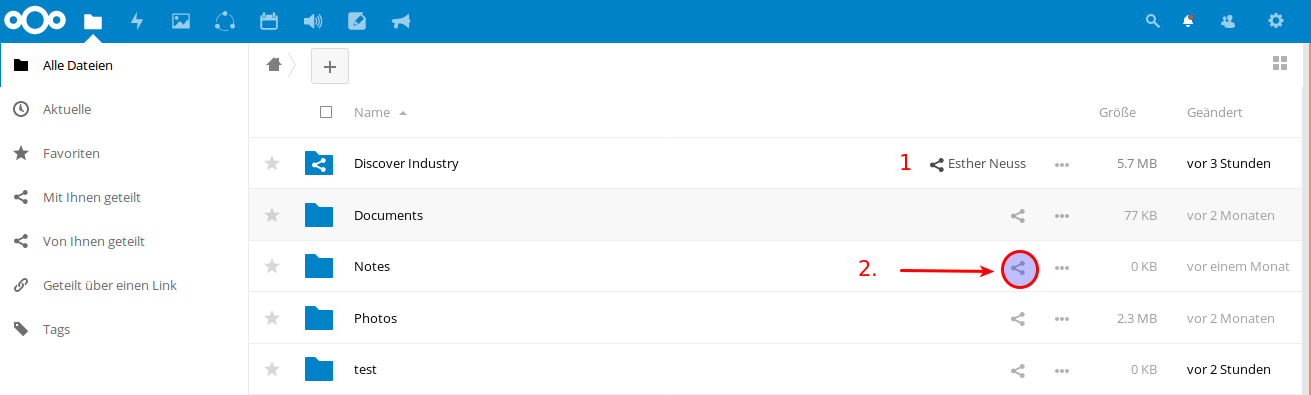 Alle Dateien
Aktuelle
Favoriten
Mit Ihnen geteilt
Von Ihnen geteilt
Geteilt über einen Link
Tags
Name Größe Geändert
Discover Industry 1 Esther Neuss 5.7 MB vor 3 Stunden
Documents 77 KB vor 2 Monaten
Notes 2. 0 KB vor einem Monat
Photos 2.3 MB vor 2 Monaten
test 0 KB vor 2 Stunden